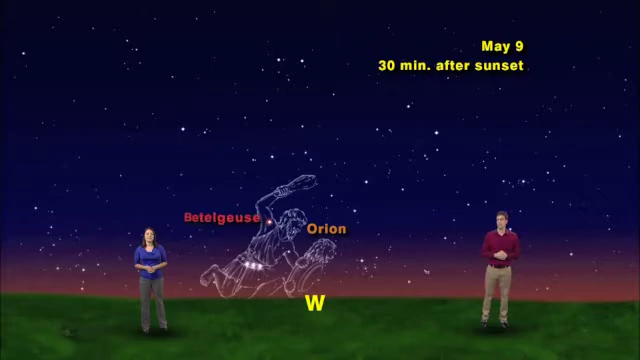 May 9
30 min. after sunset
Betelgeuse
Orion
W